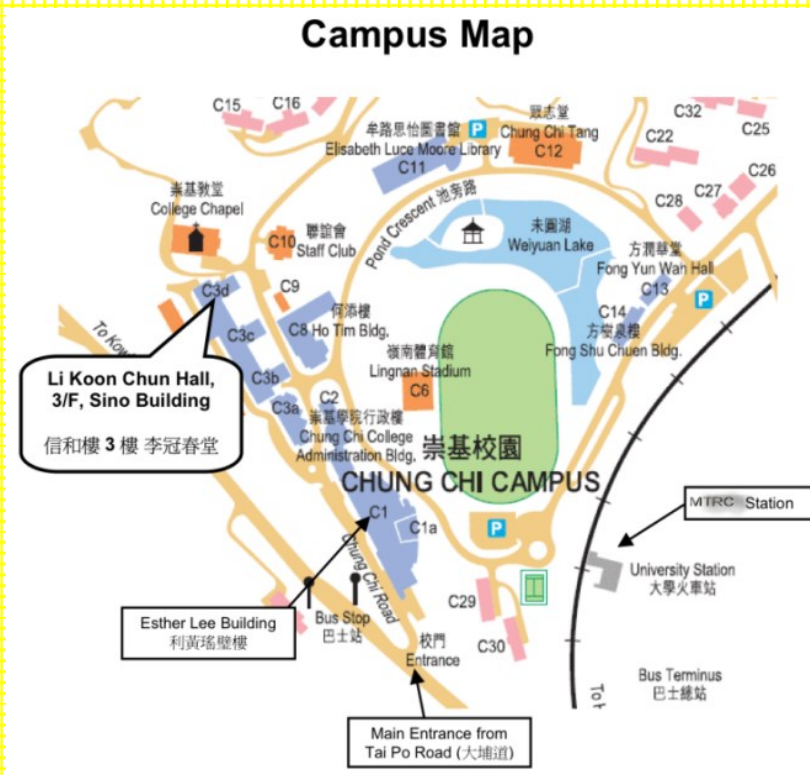 Campus Map
C15
C16
牟路思怡圖書館
Elisabeth Luce Moore Library
C11
P
眾志堂
Chung Chi Tang
C12
C32
C25
C22
C26
C27
C28
崇基教堂
College Chapel
C10
聯誼會
Staff Club
Pond Crescent 池旁路
未圓湖
Weiyuan Lake
方潤華堂
Fong Yun Wah Hall
C13
P
C3d
C9
何添樓
C8 Ho Tim Bldg.
C14
方樹泉樓
Fong Shu Chuen Bldg.
To Kow
C3c
嶺南體育館
Lingnan Stadium
C6
Li Koon Chun Hall,
3/F, Sino Building
信和樓 3 樓 李冠春堂
C3b
C3a
C2
崇基學院行政樓
Chung Chi College
Administration Bldg.
崇基校園
CHUNG CHI CAMPUS
MTRC Station
C1
C1a
P
Chung Chi Road
University Station
大學火車站
Esther Lee Building
利黃瑤璧樓
Bus Stop
巴士站
C29
C30
校門
Entrance
Bus Terminus
巴士總站
Main Entrance from
Tai Po Road (大埔道)